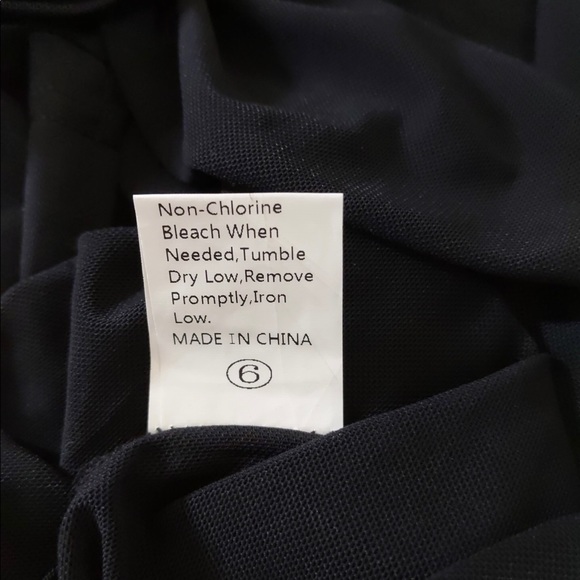 Non-Chlorine
Bleach When
Needed,Tumble
Dry Low,Remove
Promptly,Iron
Low.
MADE IN CHINA
6